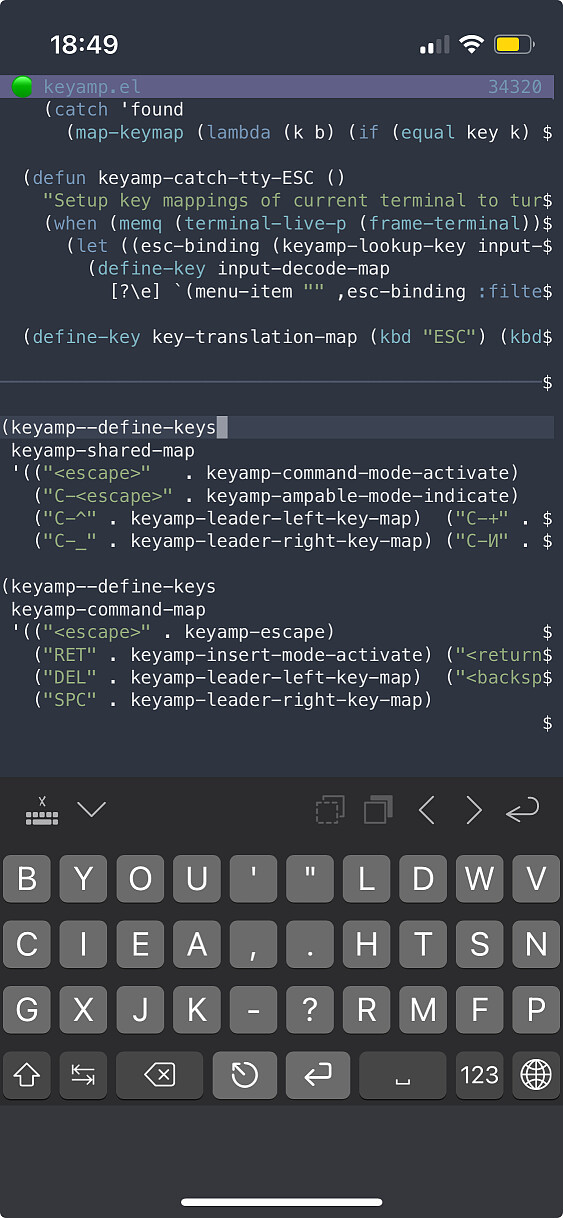 18:49
keyamp.el 34320
(catch 'found
(map-keymap (lambda (k b) (if (equal key k) $
(defun keyamp-catch-tty-ESC ()
"Setup key mappings of current terminal to tur$
(when (memq (terminal-live-p (frame-terminal))$
(let ((esc-binding (keyamp-lookup-key input-$
(define-key input-decode-map
[?\e] `(menu-item "" ,esc-binding :filte$
(define-key key-translation-map (kbd "ESC") (kbd$
$
(keyamp--define-keys
keyamp-shared-map
'(("<escape>" . keyamp-command-mode-activate)
("C-<escape>" . keyamp-ampable-mode-indicate)
("C-^" . keyamp-leader-left-key-map) ("C-+" . $
("C-_" . keyamp-leader-right-key-map) ("C-И" . $
(keyamp--define-keys
keyamp-command-map
'(("<escape>" . keyamp-escape) $
("RET" . keyamp-insert-mode-activate) ("<return$
("DEL" . keyamp-leader-left-key-map) ("<backsp$
("SPC" . keyamp-leader-right-key-map)
$
B Y O U ' " L D W V
C I E A , . H T S N
G X J K - ? R M F P
123